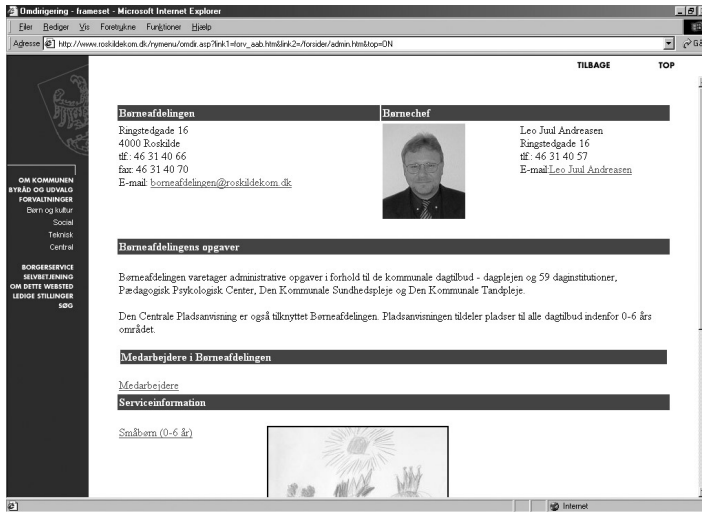 Omdirigering - frameset - Microsoft Internet Explorer
Filer Rediger Vis Foretrukne Funktioner Hjælp
Adresse http://www.roskildekom.dk/nymenu/omdir.asp?link1=forv_aab.htm&link2=/forsider/admin.htm&top=ON Gå
TILBAGE TOP
OM KOMMUNEN
BYRÅD OG UDVALG
FORVALTNINGER
Børn og kultur
Social
Teknisk
Central
BORGERSERVICE
SELVBETJENING
OM DETTE WEBSTED
LEDIGE STILLINGER
SØG
Børneafdelingen
Ringstedgade 16
4000 Roskilde
tlf.: 46 31 40 66
fax: 46 31 40 70
E-mail: borneafdelingen@roskildekom.dk
Børnechef
Leo Juul Andreasen
Ringstedgade 16
tlf.: 46 31 40 57
E-mail:Leo Juul Andreasen
Børneafdelingens opgaver
Børneafdelingen varetager administrative opgaver i forhold til de kommunale dagtilbud - dagplejen og 59 daginstitutioner,
Pædagogisk Psykologisk Center, Den Kommunale Sundhedspleje og Den Kommunale Tandpleje.
Den Centrale Pladsanvisning er også tilknyttet Børneafdelingen. Pladsanvisningen tildeler pladser til alle dagtilbud indenfor 0-6 års
området.
Medarbejdere i Børneafdelingen
Medarbejdere
Serviceinformation
Småbørn (0-6 år)
Internet